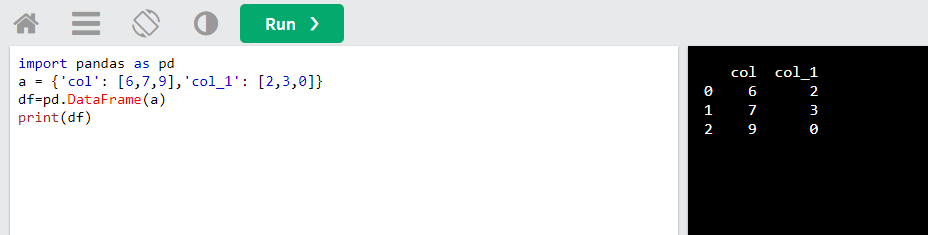 Run ❯
import pandas as pd
a = {'col': [6,7,9],'col_1': [2,3,0]}
df=pd.DataFrame(a)
print(df)
col col_1
0 6 2
1 7 3
2 9 0